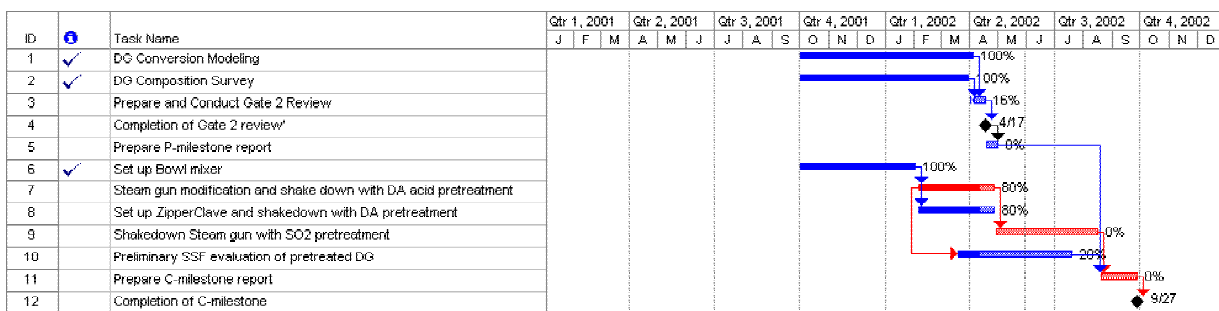 Qtr 1, 2001 Qtr 2, 2001 Qtr 3, 2001 Qtr 4, 2001 Qtr 1, 2002 Qtr 2, 2002 Qtr 3, 2002 Qtr 4, 2002
ID Task Name J F M A M J J A S O N D J F M A M J J A S O N D
1 DG Conversion Modeling 100%
2 DG Composition Survey 100%
3 Prepare and Conduct Gate 2 Review 16%
4 Completion of Gate 2 review' 4/17
5 Prepare P-milestone report 0%
6 Set up Bowl mixer 100%
7 Steam gun modification and shake down with DA acid pretreatment 80%
8 Set up ZipperClave and shakedown with DA pretreatment 80%
9 Shakedown Steam gun with SO2 pretreatment 0%
10 Preliminary SSF evaluation of pretreated DG 20%
11 Prepare C-milestone report 0%
12 Completion of C-milestone 9/27